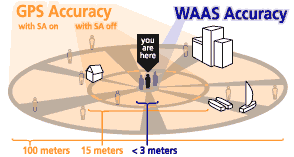 GPS Accuracy
with SA on with SA off
WAAS Accuracy
you
are
here
100 meters 15 meters < 3 meters